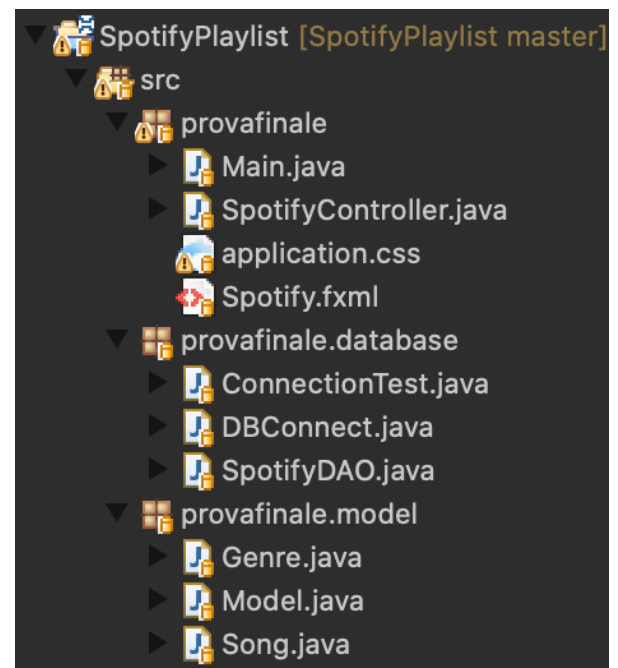 SpotifyPlaylist [SpotifyPlaylist master]
src
provafinale
Main.java
SpotifyController.java
application.css
Spotify.fxml
provafinale.database
ConnectionTest.java
DBConnect.java
SpotifyDAO.java
provafinale.model
Genre.java
Model.java
Song.java